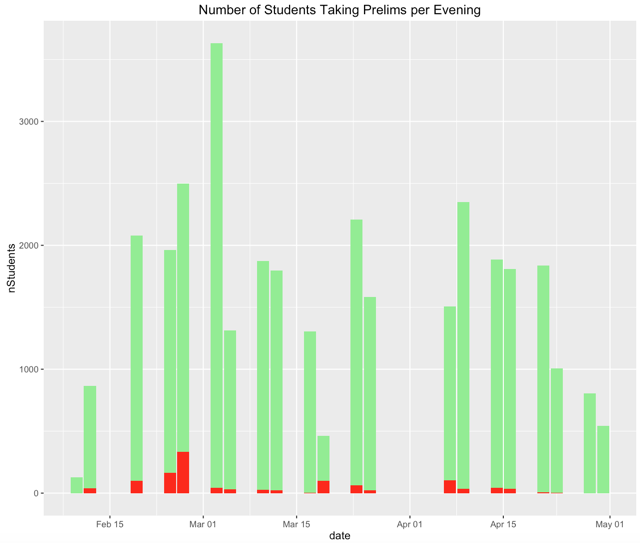 Number of Students Taking Prelims per Evening
nStudents
3000
2000
1000
0
Feb 15
Mar 01
Mar 15
Apr 01
Apr 15
May 01
date